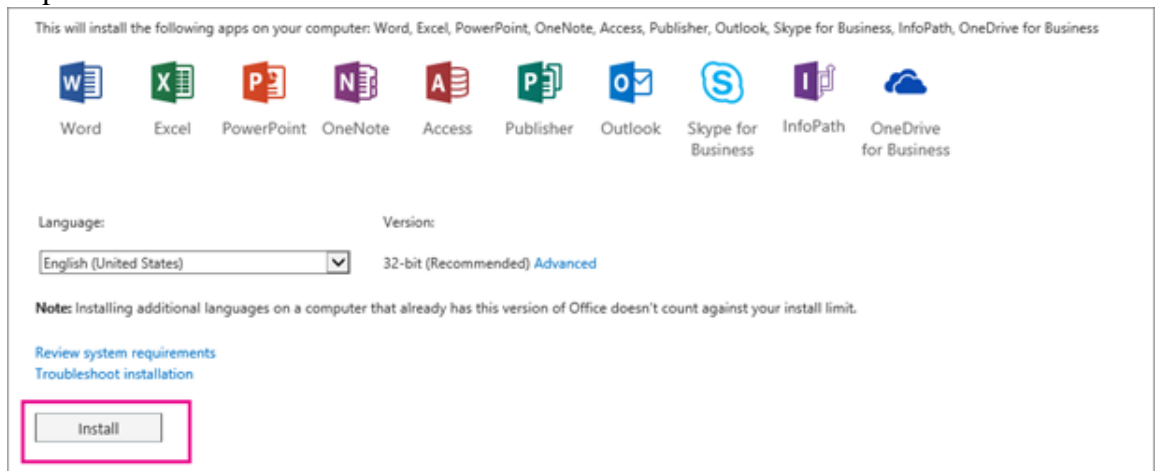 This will install the following apps on your computer: Word, Excel, PowerPoint, OneNote, Access, Publisher, Outlook, Skype for Business, InfoPath, OneDrive for Business
W X P N A P O S I
Word Excel PowerPoint OneNote Access Publisher Outlook Skype for Business InfoPath OneDrive for Business
Language: Version:
English (United States) 32-bit (Recommended) Advanced
Note: Installing additional languages on a computer that already has this version of Office doesn't count against your install limit.
Review system requirements
Troubleshoot installation
Install